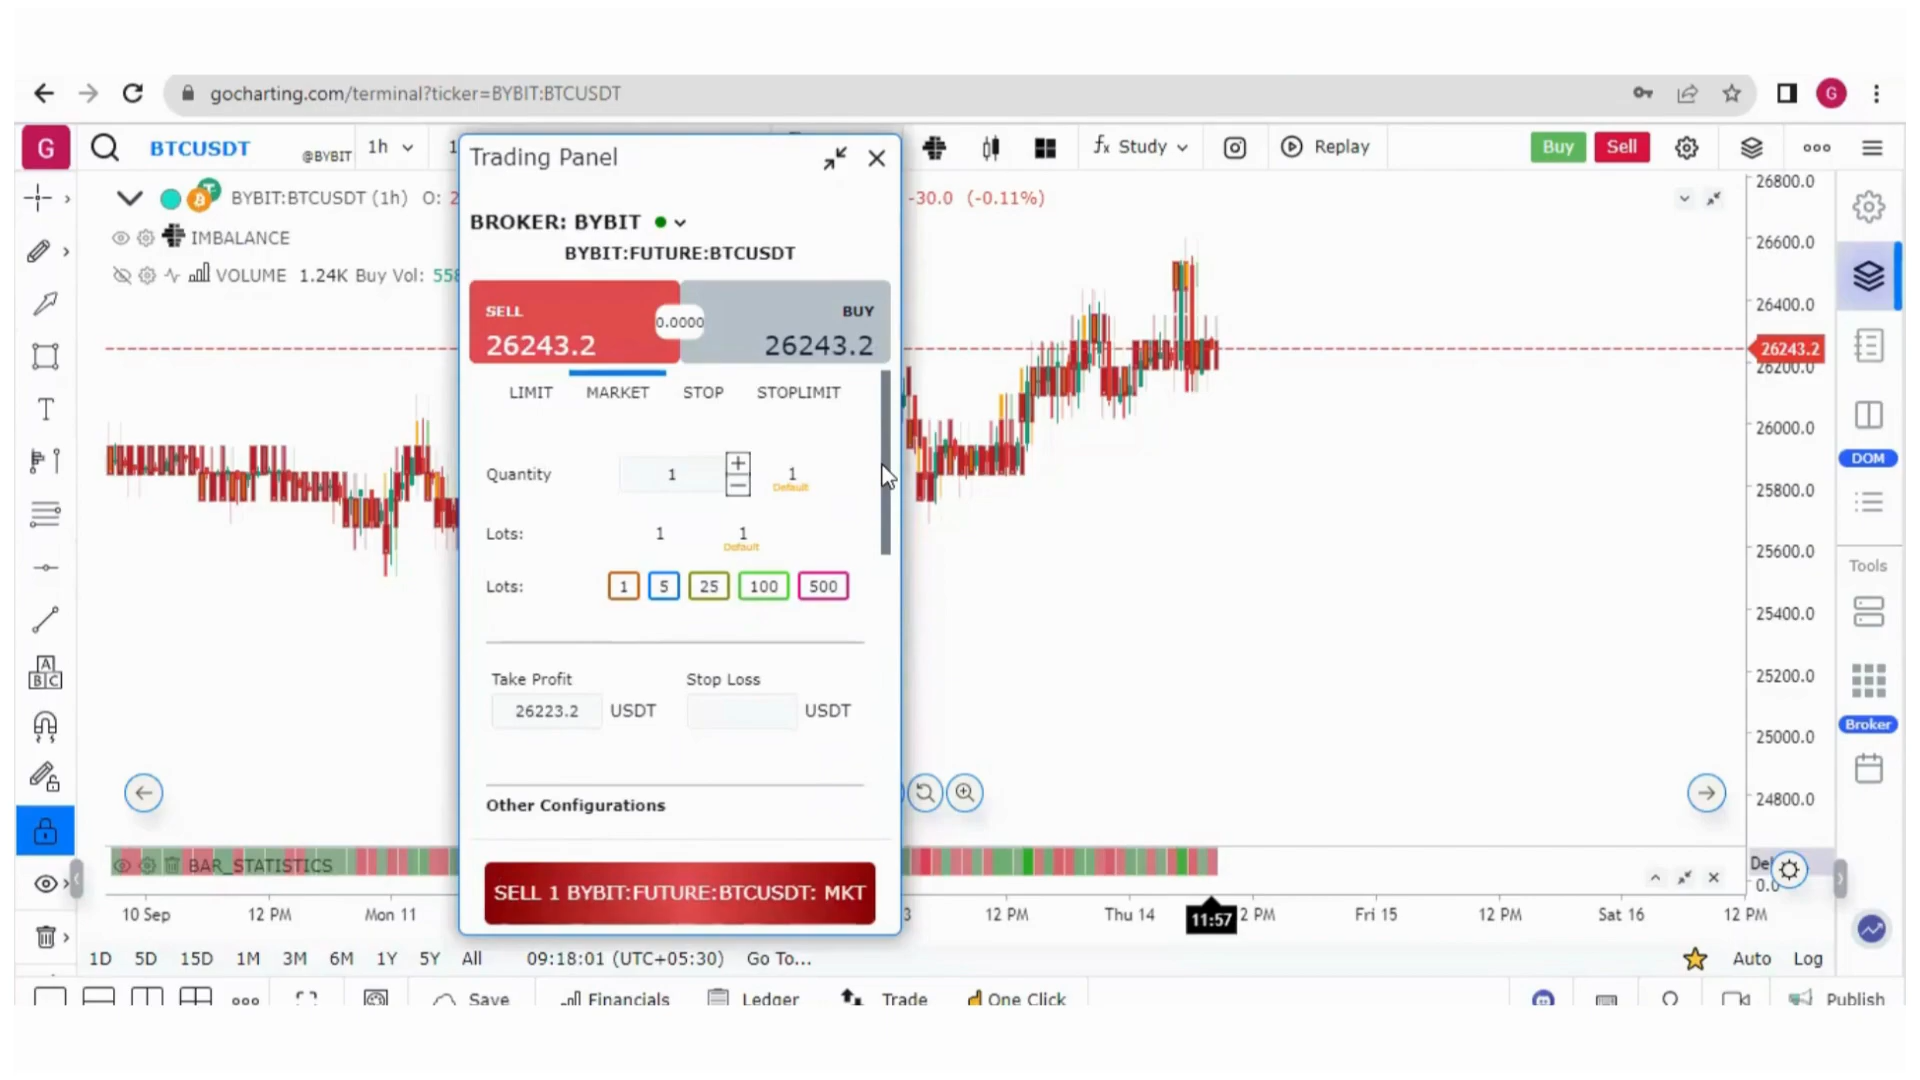 gocharting.com/terminal?ticker=BYBIT:BTCUSDT
G
G
BTCUSDT @BYBIT 1h
fx Study
Replay
Buy
Sell
BYBIT:BTCUSDT (1h) O: 2
-30.0 (-0.11%)
IMBALANCE
VOLUME 1.24K Buy Vol: 558
Trading Panel
BROKER: BYBIT
BYBIT:FUTURE:BTCUSDT
SELL
26243.2
0.0000
BUY
26243.2
LIMIT MARKET STOP STOPLIMIT
Quantity 1 + − 1
Default
Lots: 1 1
Default
Lots: 1 5 25 100 500
Take Profit Stop Loss
26223.2 USDT USDT
Other Configurations
SELL 1 BYBIT:FUTURE:BTCUSDT: MKT
26800.0
26600.0
26400.0
26243.2
26200.0
26000.0
25800.0
25600.0
25400.0
25200.0
25000.0
24800.0
0.0
DOM
Tools
Broker
T
A
B C
BAR_STATISTICS
10 Sep 12 PM Mon 11 3 12 PM Thu 14 11:57 2 PM Fri 15 12 PM Sat 16 12 PM
1D 5D 15D 1M 3M 6M 1Y 5Y All 09:18:01 (UTC+05:30) Go To... Auto Log
Save Financials Ledger Trade One Click Publish